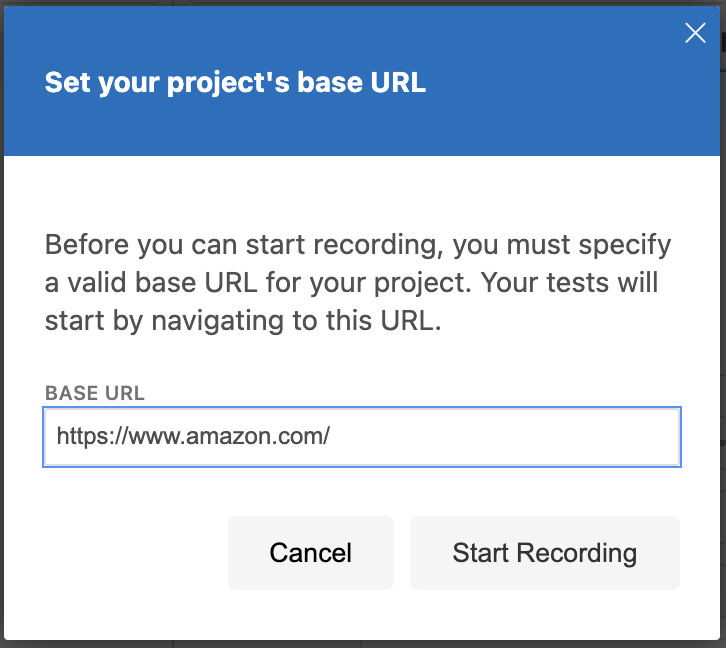 Set your project's base URL
Before you can start recording, you must specify
a valid base URL for your project. Your tests will
start by navigating to this URL.
BASE URL
https://www.amazon.com/
Cancel
Start Recording